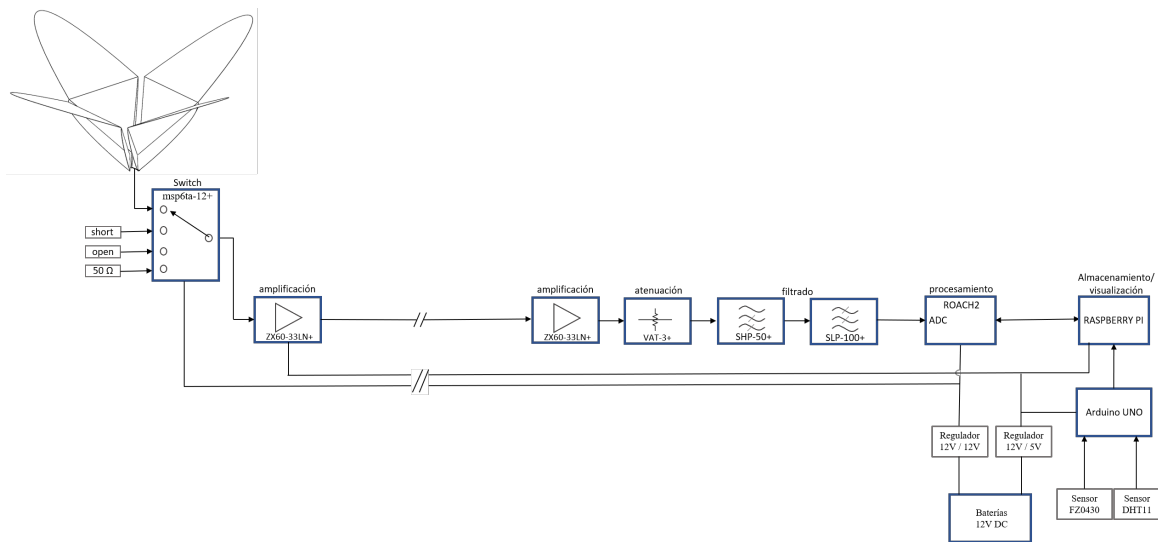 Switch
msp6ta-12+
short
open
50 Ω
amplificación
ZX60-33LN+
amplificación
ZX60-33LN+
atenuación
VAT-3+
filtrado
SHP-50+
SLP-100+
procesamiento
ROACH2
ADC
Almacenamiento/
visualización
RASPBERRY PI
Arduino UNO
Regulador
12V / 12V
Regulador
12V / 5V
Sensor
FZ0430
Sensor
DHT11
Baterías
12V DC